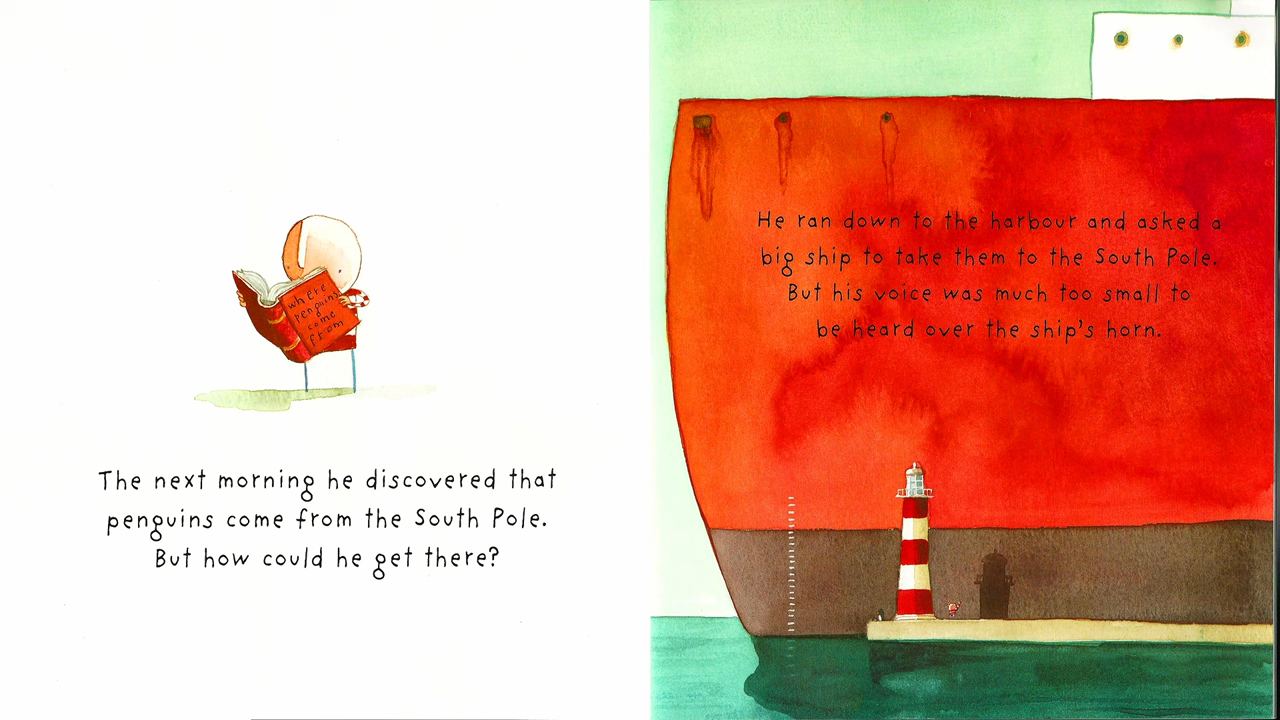 where
penguins
come
from
The next morning he discovered that
penguins come from the South Pole.
But how could he get there?
He ran down to the harbour and asked a
big ship to take them to the South Pole.
But his voice was much too small to
be heard over the ship's horn.